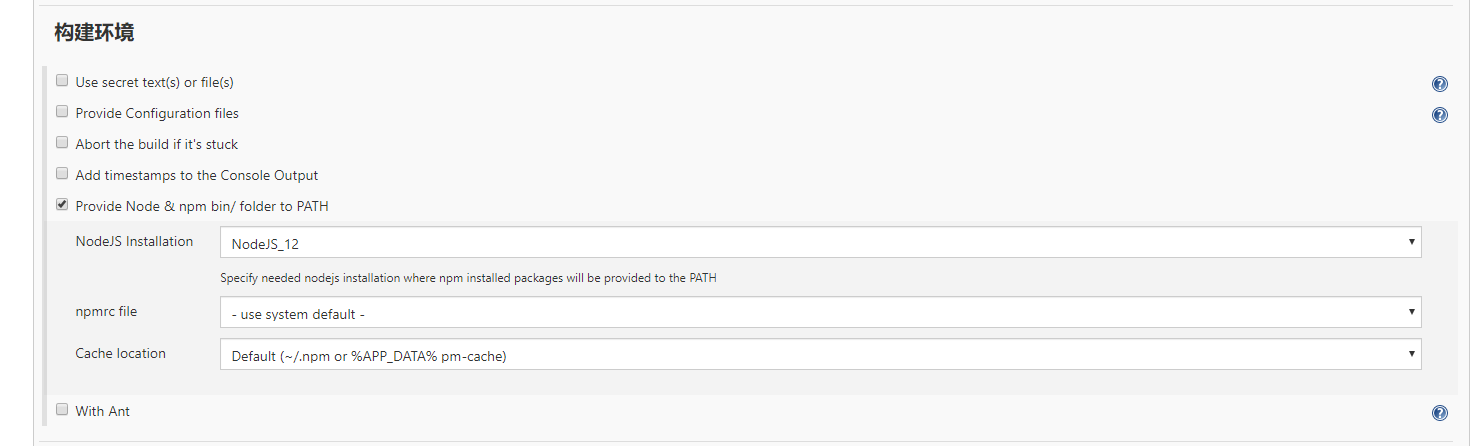 构建环境
Use secret text(s) or file(s)
Provide Configuration files
Abort the build if it's stuck
Add timestamps to the Console Output
Provide Node & npm bin/ folder to PATH
NodeJS Installation
NodeJS_12
Specify needed nodejs installation where npm installed packages will be provided to the PATH
npmrc file
- use system default -
Cache location
Default (~/.npm or %APP_DATA% pm-cache)
With Ant